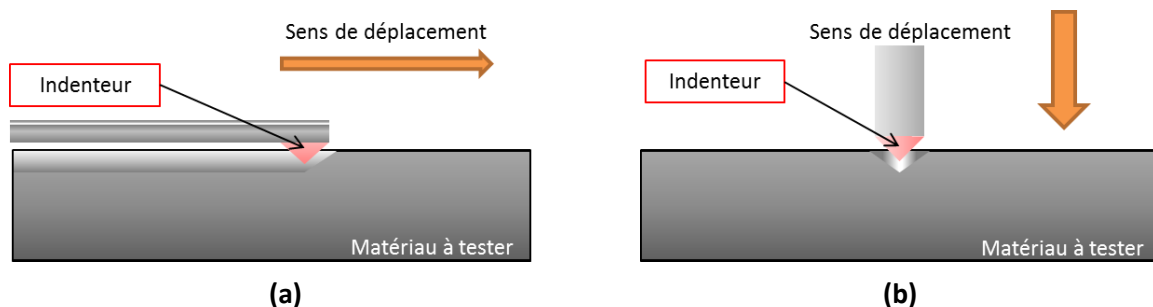 Sens de déplacement
Indenteur
Matériau à tester
(a)
Sens de déplacement
Indenteur
Matériau à tester
(b)